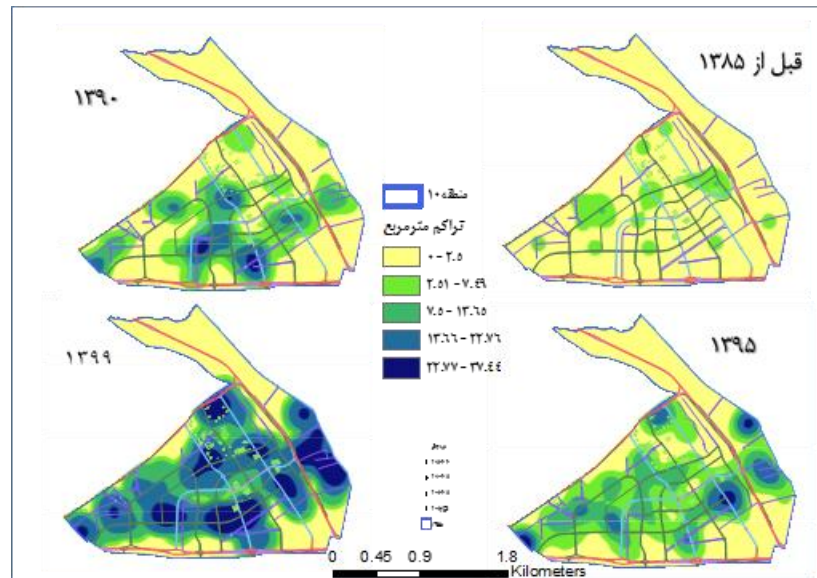 قبل از ۱۳۸۵
۱۳۹۰
منطقه ۱۰
تراکم مترمربع
۰ - ۲.۵
۲.۵۱ - ۷.۴۹
۷.۵ - ۱۳.۶۵
۱۳.۶۶ - ۲۲.۷۶
۲۲.۷۷ - ۳۷.۴۴
۱۳۹۵
۱۳۹۹
0 0.45 0.9 1.8
Kilometers